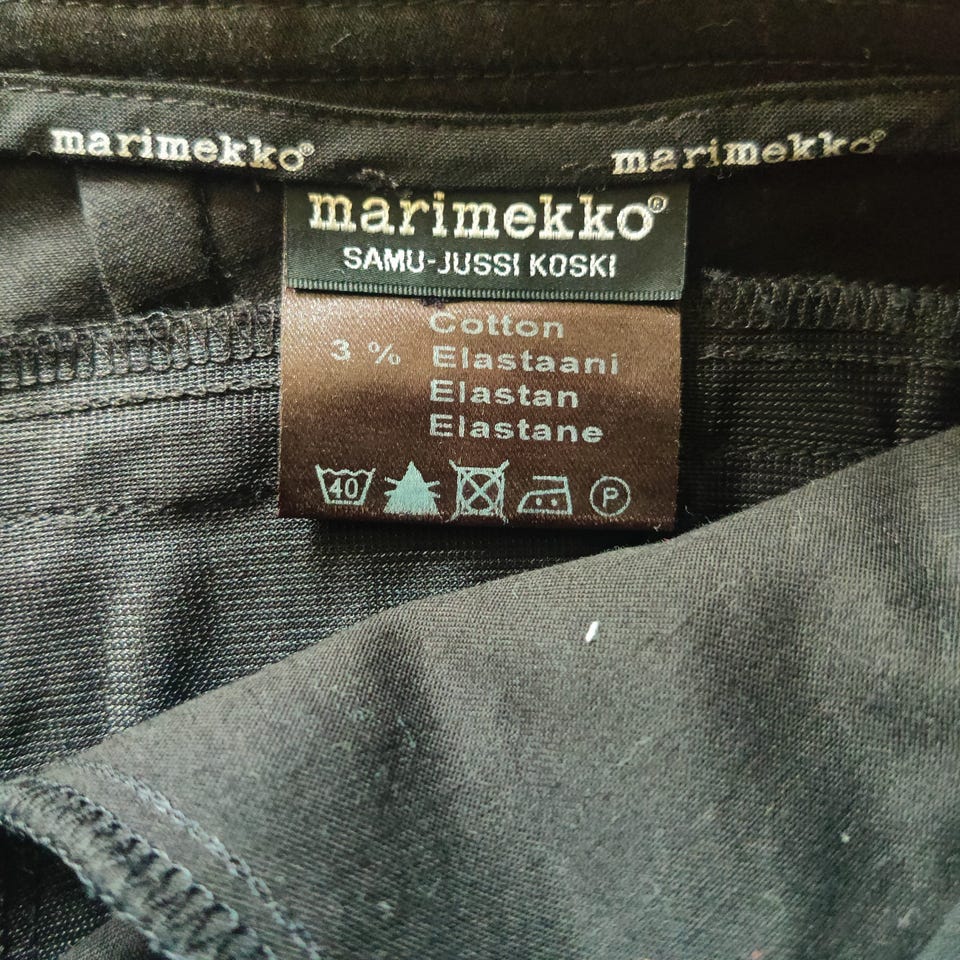 marimekko®
marimekko®
marimekko®
SAMU-JUSSI KOSKI
Cotton
3 % Elastaani
Elastan
Elastane
40
P